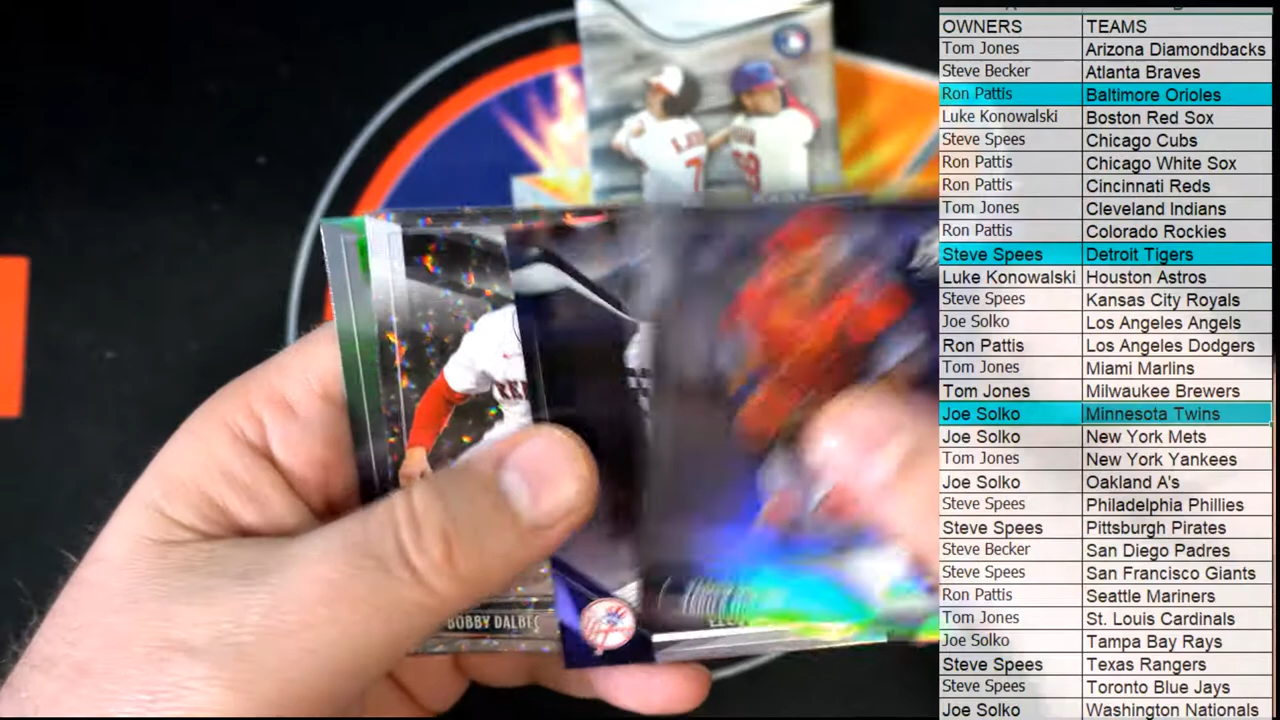 OWNERS TEAMS
Tom Jones Arizona Diamondbacks
Steve Becker Atlanta Braves
Ron Pattis Baltimore Orioles
Luke Konowalski Boston Red Sox
Steve Spees Chicago Cubs
Ron Pattis Chicago White Sox
Ron Pattis Cincinnati Reds
Tom Jones Cleveland Indians
Ron Pattis Colorado Rockies
Steve Spees Detroit Tigers
Luke Konowalski Houston Astros
Steve Spees Kansas City Royals
Joe Solko Los Angeles Angels
Ron Pattis Los Angeles Dodgers
Tom Jones Miami Marlins
Tom Jones Milwaukee Brewers
Joe Solko Minnesota Twins
Joe Solko New York Mets
Tom Jones New York Yankees
Joe Solko Oakland A's
Steve Spees Philadelphia Phillies
Steve Spees Pittsburgh Pirates
Steve Becker San Diego Padres
Steve Spees San Francisco Giants
Ron Pattis Seattle Mariners
Tom Jones St. Louis Cardinals
Joe Solko Tampa Bay Rays
Steve Spees Texas Rangers
Steve Spees Toronto Blue Jays
Joe Solko Washington Nationals
7
BOBBY DALBEC